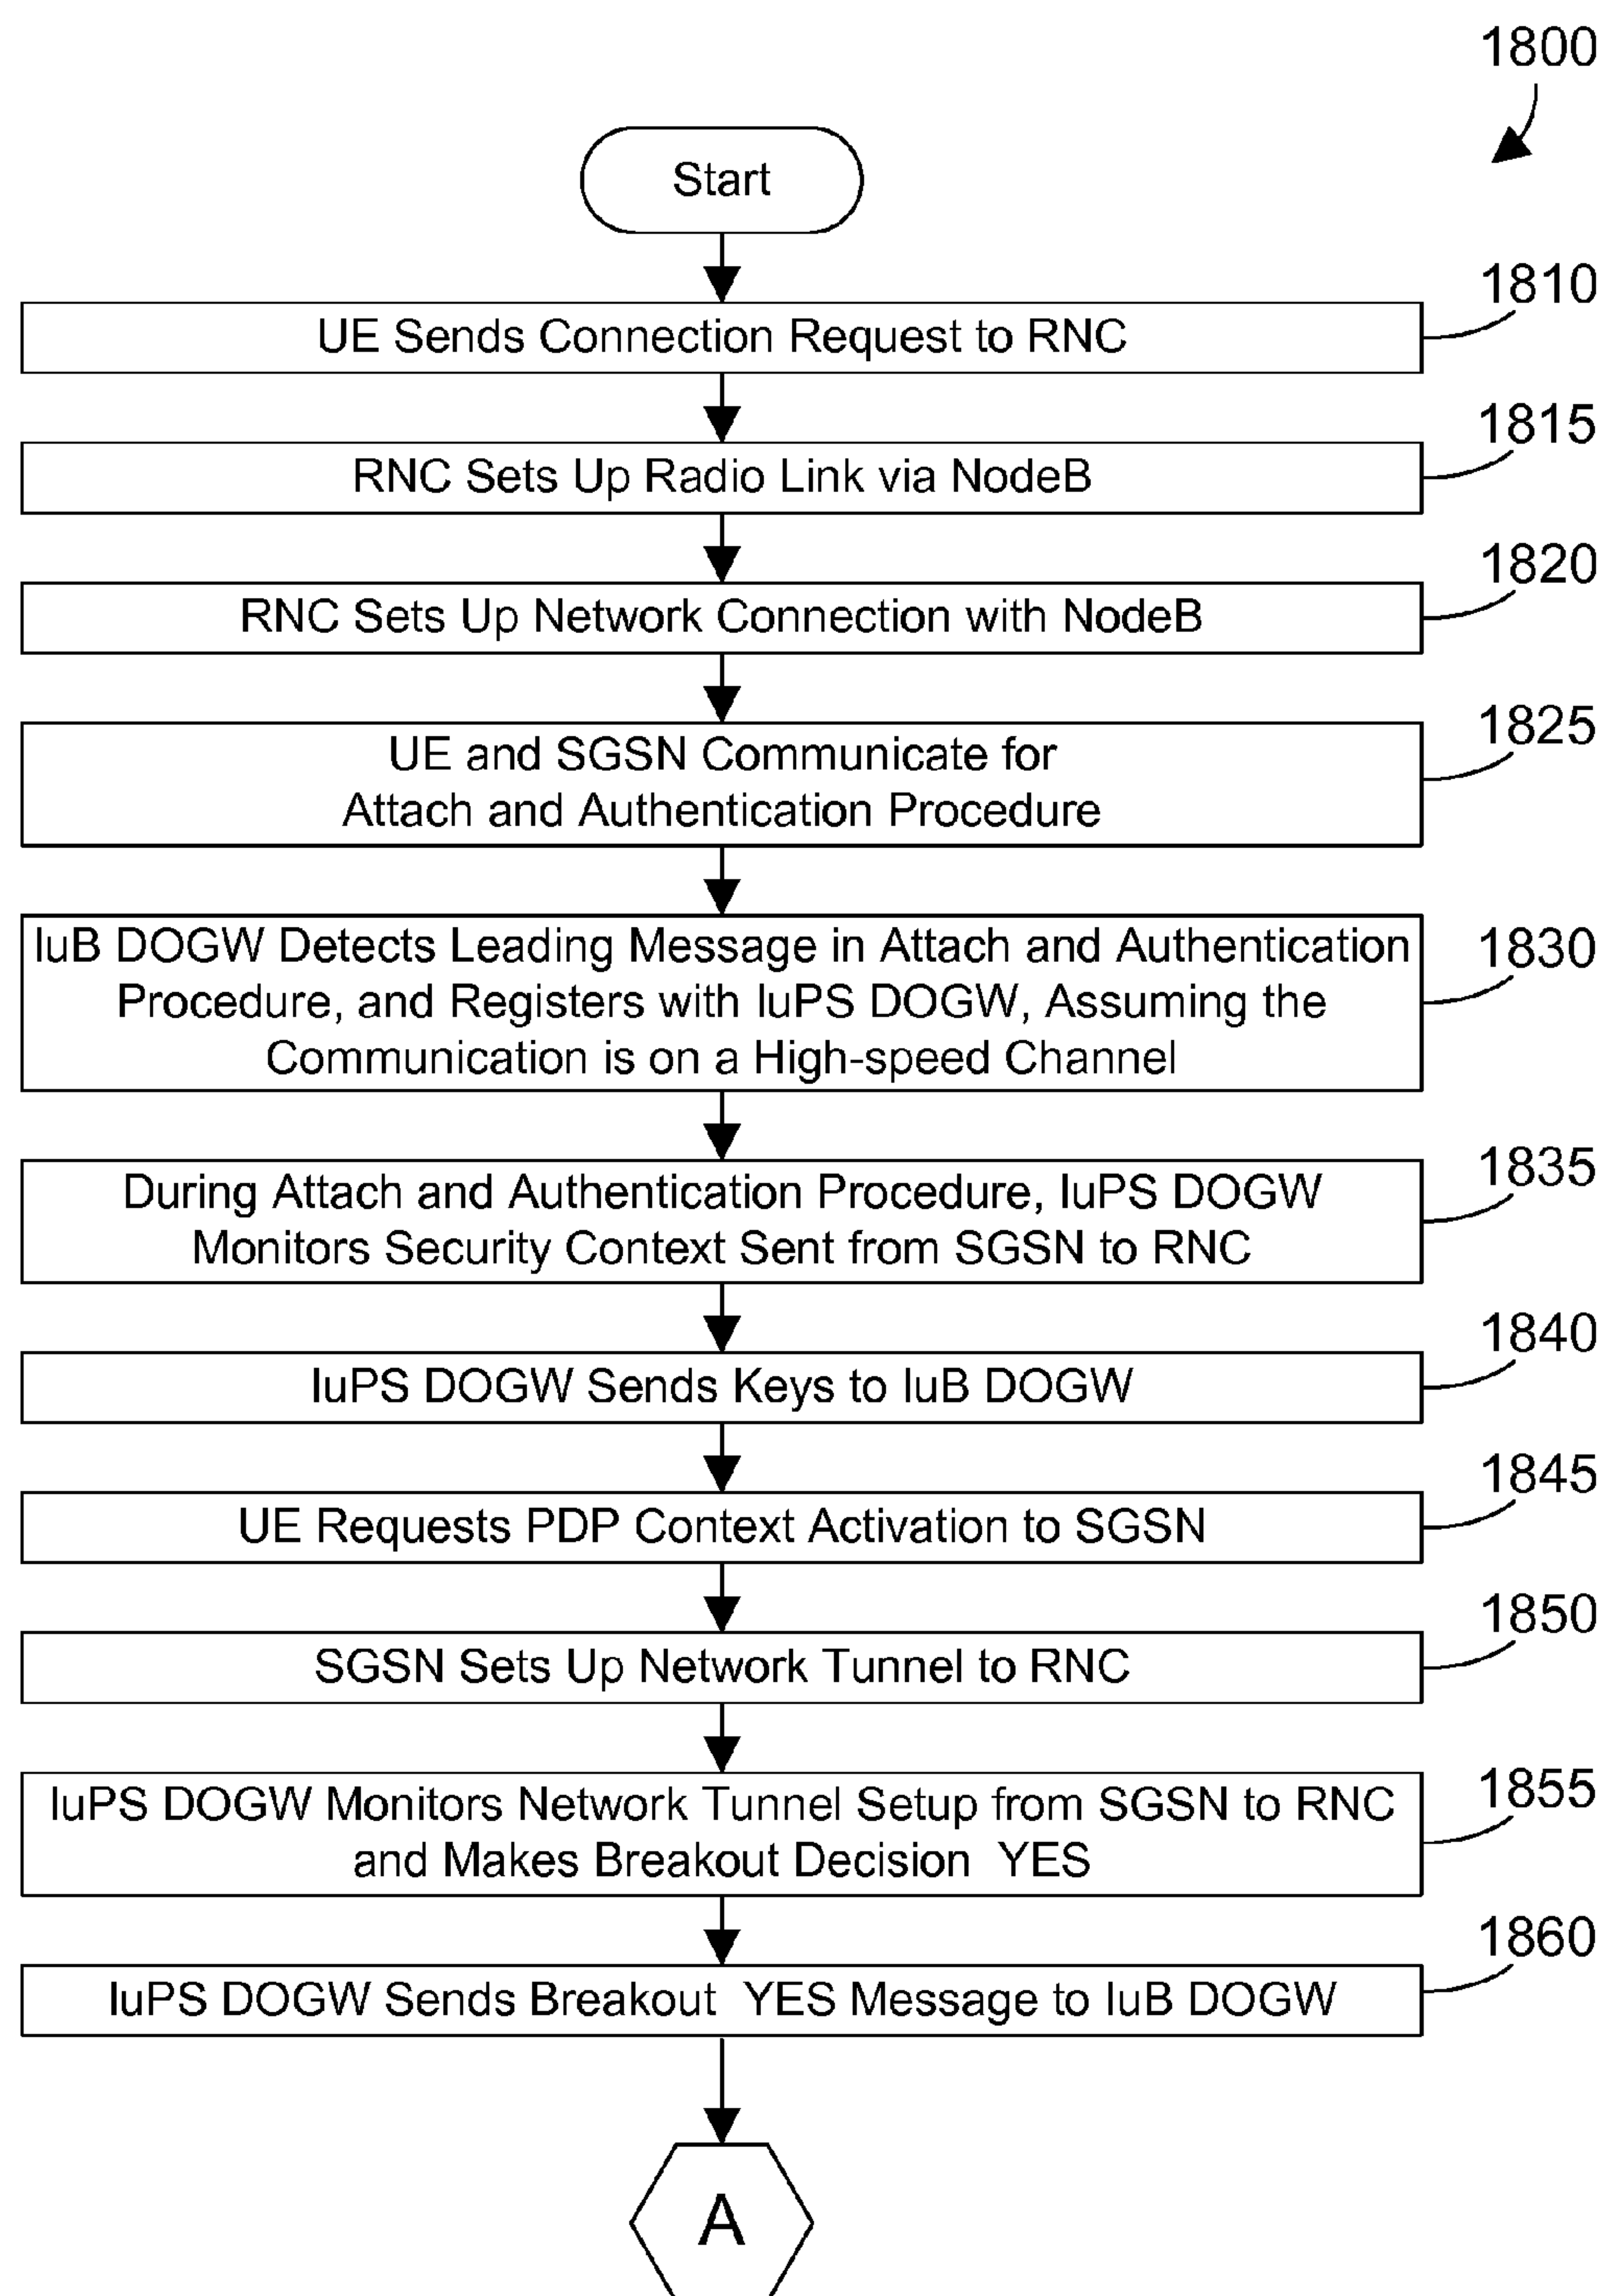 1800
Start
1810
UE Sends Connection Request to RNC
1815
RNC Sets Up Radio Link via NodeB
1820
RNC Sets Up Network Connection with NodeB
1825
UE and SGSN Communicate for
Attach and Authentication Procedure
1830
IuB DOGW Detects Leading Message in Attach and Authentication
Procedure, and Registers with IuPS DOGW, Assuming the
Communication is on a High-speed Channel
1835
During Attach and Authentication Procedure, IuPS DOGW
Monitors Security Context Sent from SGSN to RNC
1840
IuPS DOGW Sends Keys to IuB DOGW
1845
UE Requests PDP Context Activation to SGSN
1850
SGSN Sets Up Network Tunnel to RNC
1855
IuPS DOGW Monitors Network Tunnel Setup from SGSN to RNC
and Makes Breakout Decision YES
1860
IuPS DOGW Sends Breakout YES Message to IuB DOGW
A